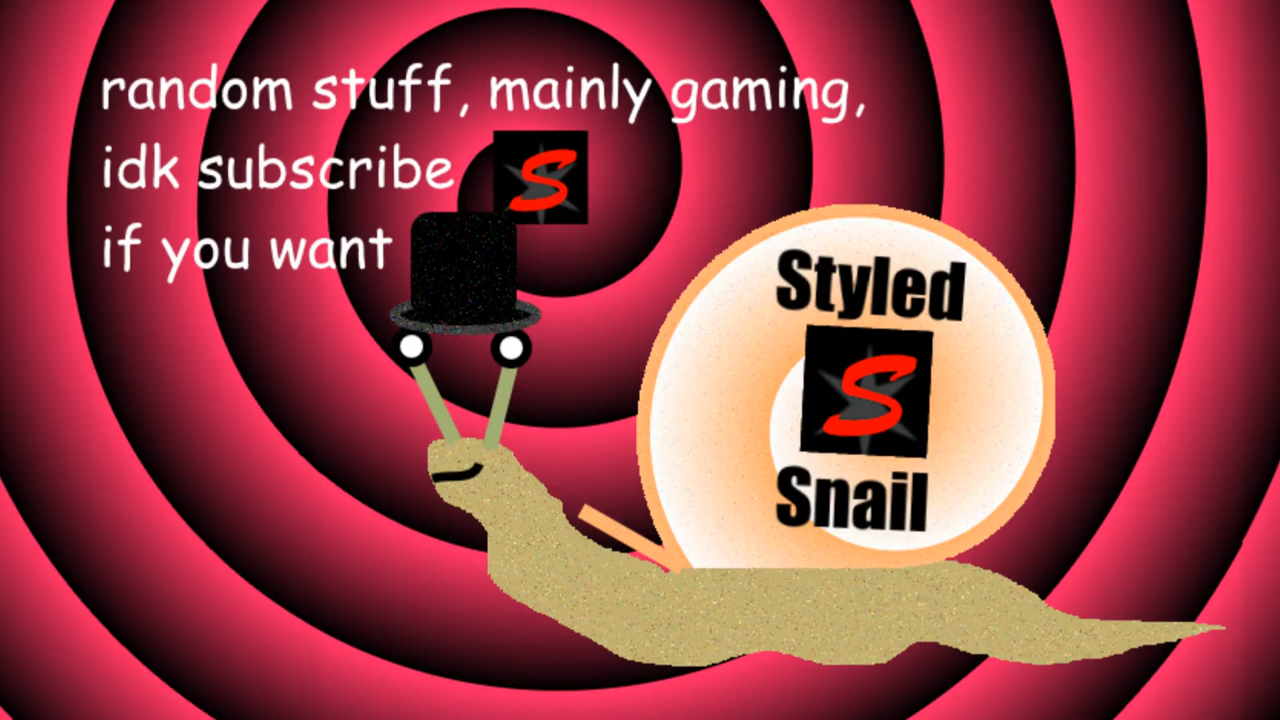 random stuff, mainly gaming,
idk subscribe
S
if you want
Styled
S
Snail